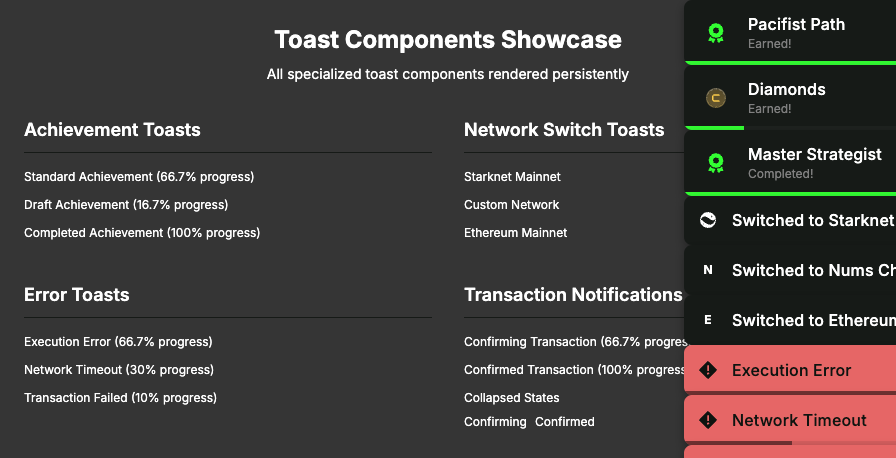 Toast Components Showcase
All specialized toast components rendered persistently
Achievement Toasts
Standard Achievement (66.7% progress)
Draft Achievement (16.7% progress)
Completed Achievement (100% progress)
Network Switch Toasts
Starknet Mainnet
Custom Network
Ethereum Mainnet
Error Toasts
Execution Error (66.7% progress)
Network Timeout (30% progress)
Transaction Failed (10% progress)
Transaction Notifications
Confirming Transaction (66.7% progres
Confirmed Transaction (100% progress
Collapsed States
Confirming Confirmed
Pacifist Path
Earned!
C
Diamonds
Earned!
Master Strategist
Completed!
Switched to Starknet
N
Switched to Nums Ch
E
Switched to Ethereum
Execution Error
Network Timeout